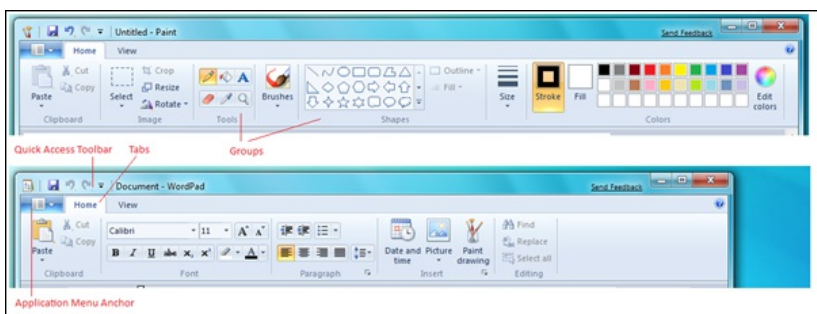 Untitled - Paint
Send Feedback
Home View
Cut
Copy
Paste
Clipboard
Crop
Resize
Rotate
Select
Image
A
Tools
Brushes
Outline
Fill
Shapes
Size
Stroke
Fill
Edit colors
Colors
Quick Access Toolbar Tabs Groups
Document - WordPad
Send Feedback
Home View
Cut
Copy
Paste
Clipboard
Calibri 11 A A
B I U abc X₂ X² A
Font
Paragraph
Date and time
Picture
Paint drawing
Insert
Find
Replace
Select all
Editing
Application Menu Anchor